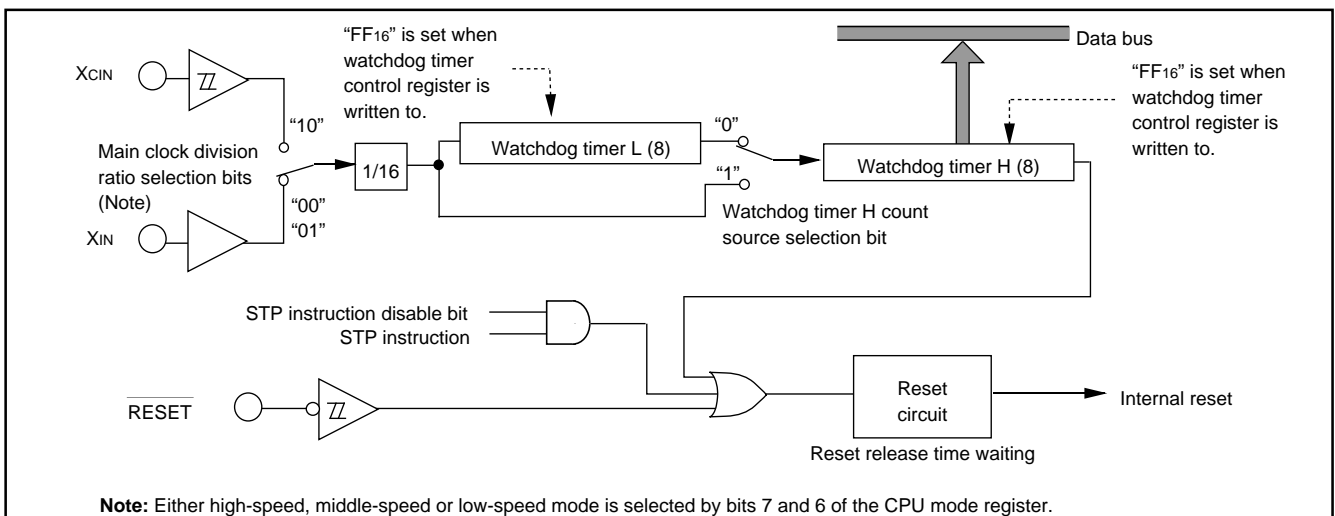 XCIN
“10”
Main clock division
ratio selection bits
(Note)
“00”
“01”
XIN
1/16
“FF16” is set when
watchdog timer
control register is
written to.
Watchdog timer L (8)
“0”
“1”
Watchdog timer H count
source selection bit
Data bus
“FF16” is set when
watchdog timer
control register is
written to.
Watchdog timer H (8)
STP instruction disable bit
STP instruction
RESET
Reset
circuit
Reset release time waiting
Internal reset
Note: Either high-speed, middle-speed or low-speed mode is selected by bits 7 and 6 of the CPU mode register.